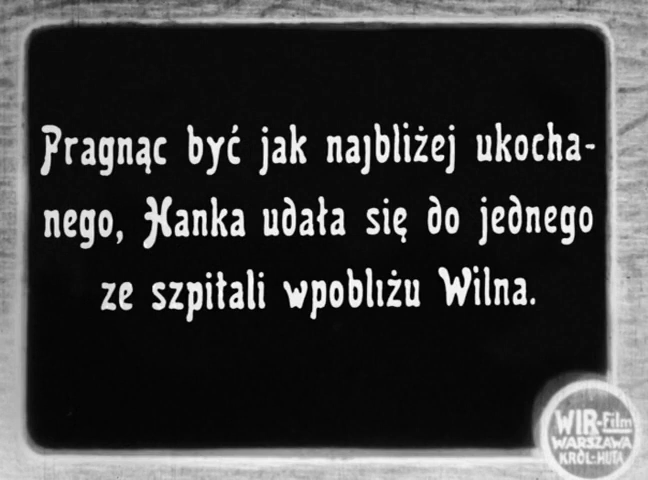 Pragnąc być jak najbliżej ukocha-
nego, Hanka udała się do jednego
ze szpitali wpobliżu Wilna.
WIR-Film
WARSZAWA
KRÓL-HUTA